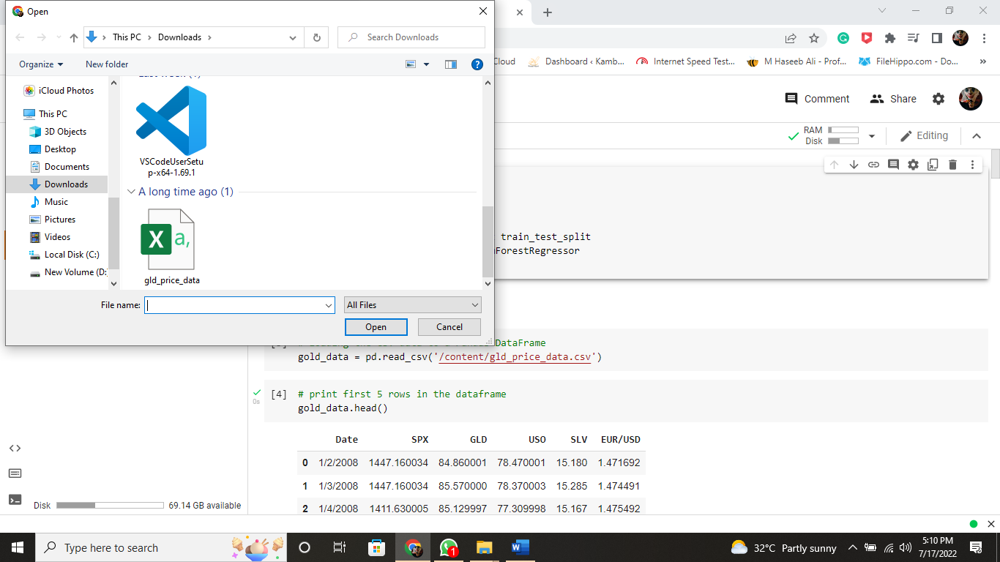 Open
This PC
Downloads
Search Downloads
Organize
New folder
iCloud Photos
This PC
3D Objects
Desktop
Documents
Downloads
Music
Pictures
Videos
Local Disk (C:)
New Volume (D:
VSCodeUserSetu
p-x64-1.69.1
A long time ago (1)
gld_price_data
File name:
All Files
Open
Cancel
Cloud
Dashboard ‹ Kamb...
Internet Speed Test...
M Haseeb Ali - Prof...
FileHippo.com - Do...
Comment
Share
RAM
Disk
Editing
train_test_split
ForestRegressor
DataFrame
gold_data = pd.read_csv('/content/gld_price_data.csv')
[4] # print first 5 rows in the dataframe
0s
gold_data.head()
Date SPX GLD USO SLV EUR/USD
0 1/2/2008 1447.160034 84.860001 78.470001 15.180 1.471692
1 1/3/2008 1447.160034 85.570000 78.370003 15.285 1.474491
2 1/4/2008 1411.630005 85.129997 77.309998 15.167 1.475492
Disk 69.14 GB available
Type here to search
1
32°C Partly sunny
5:10 PM
7/17/2022